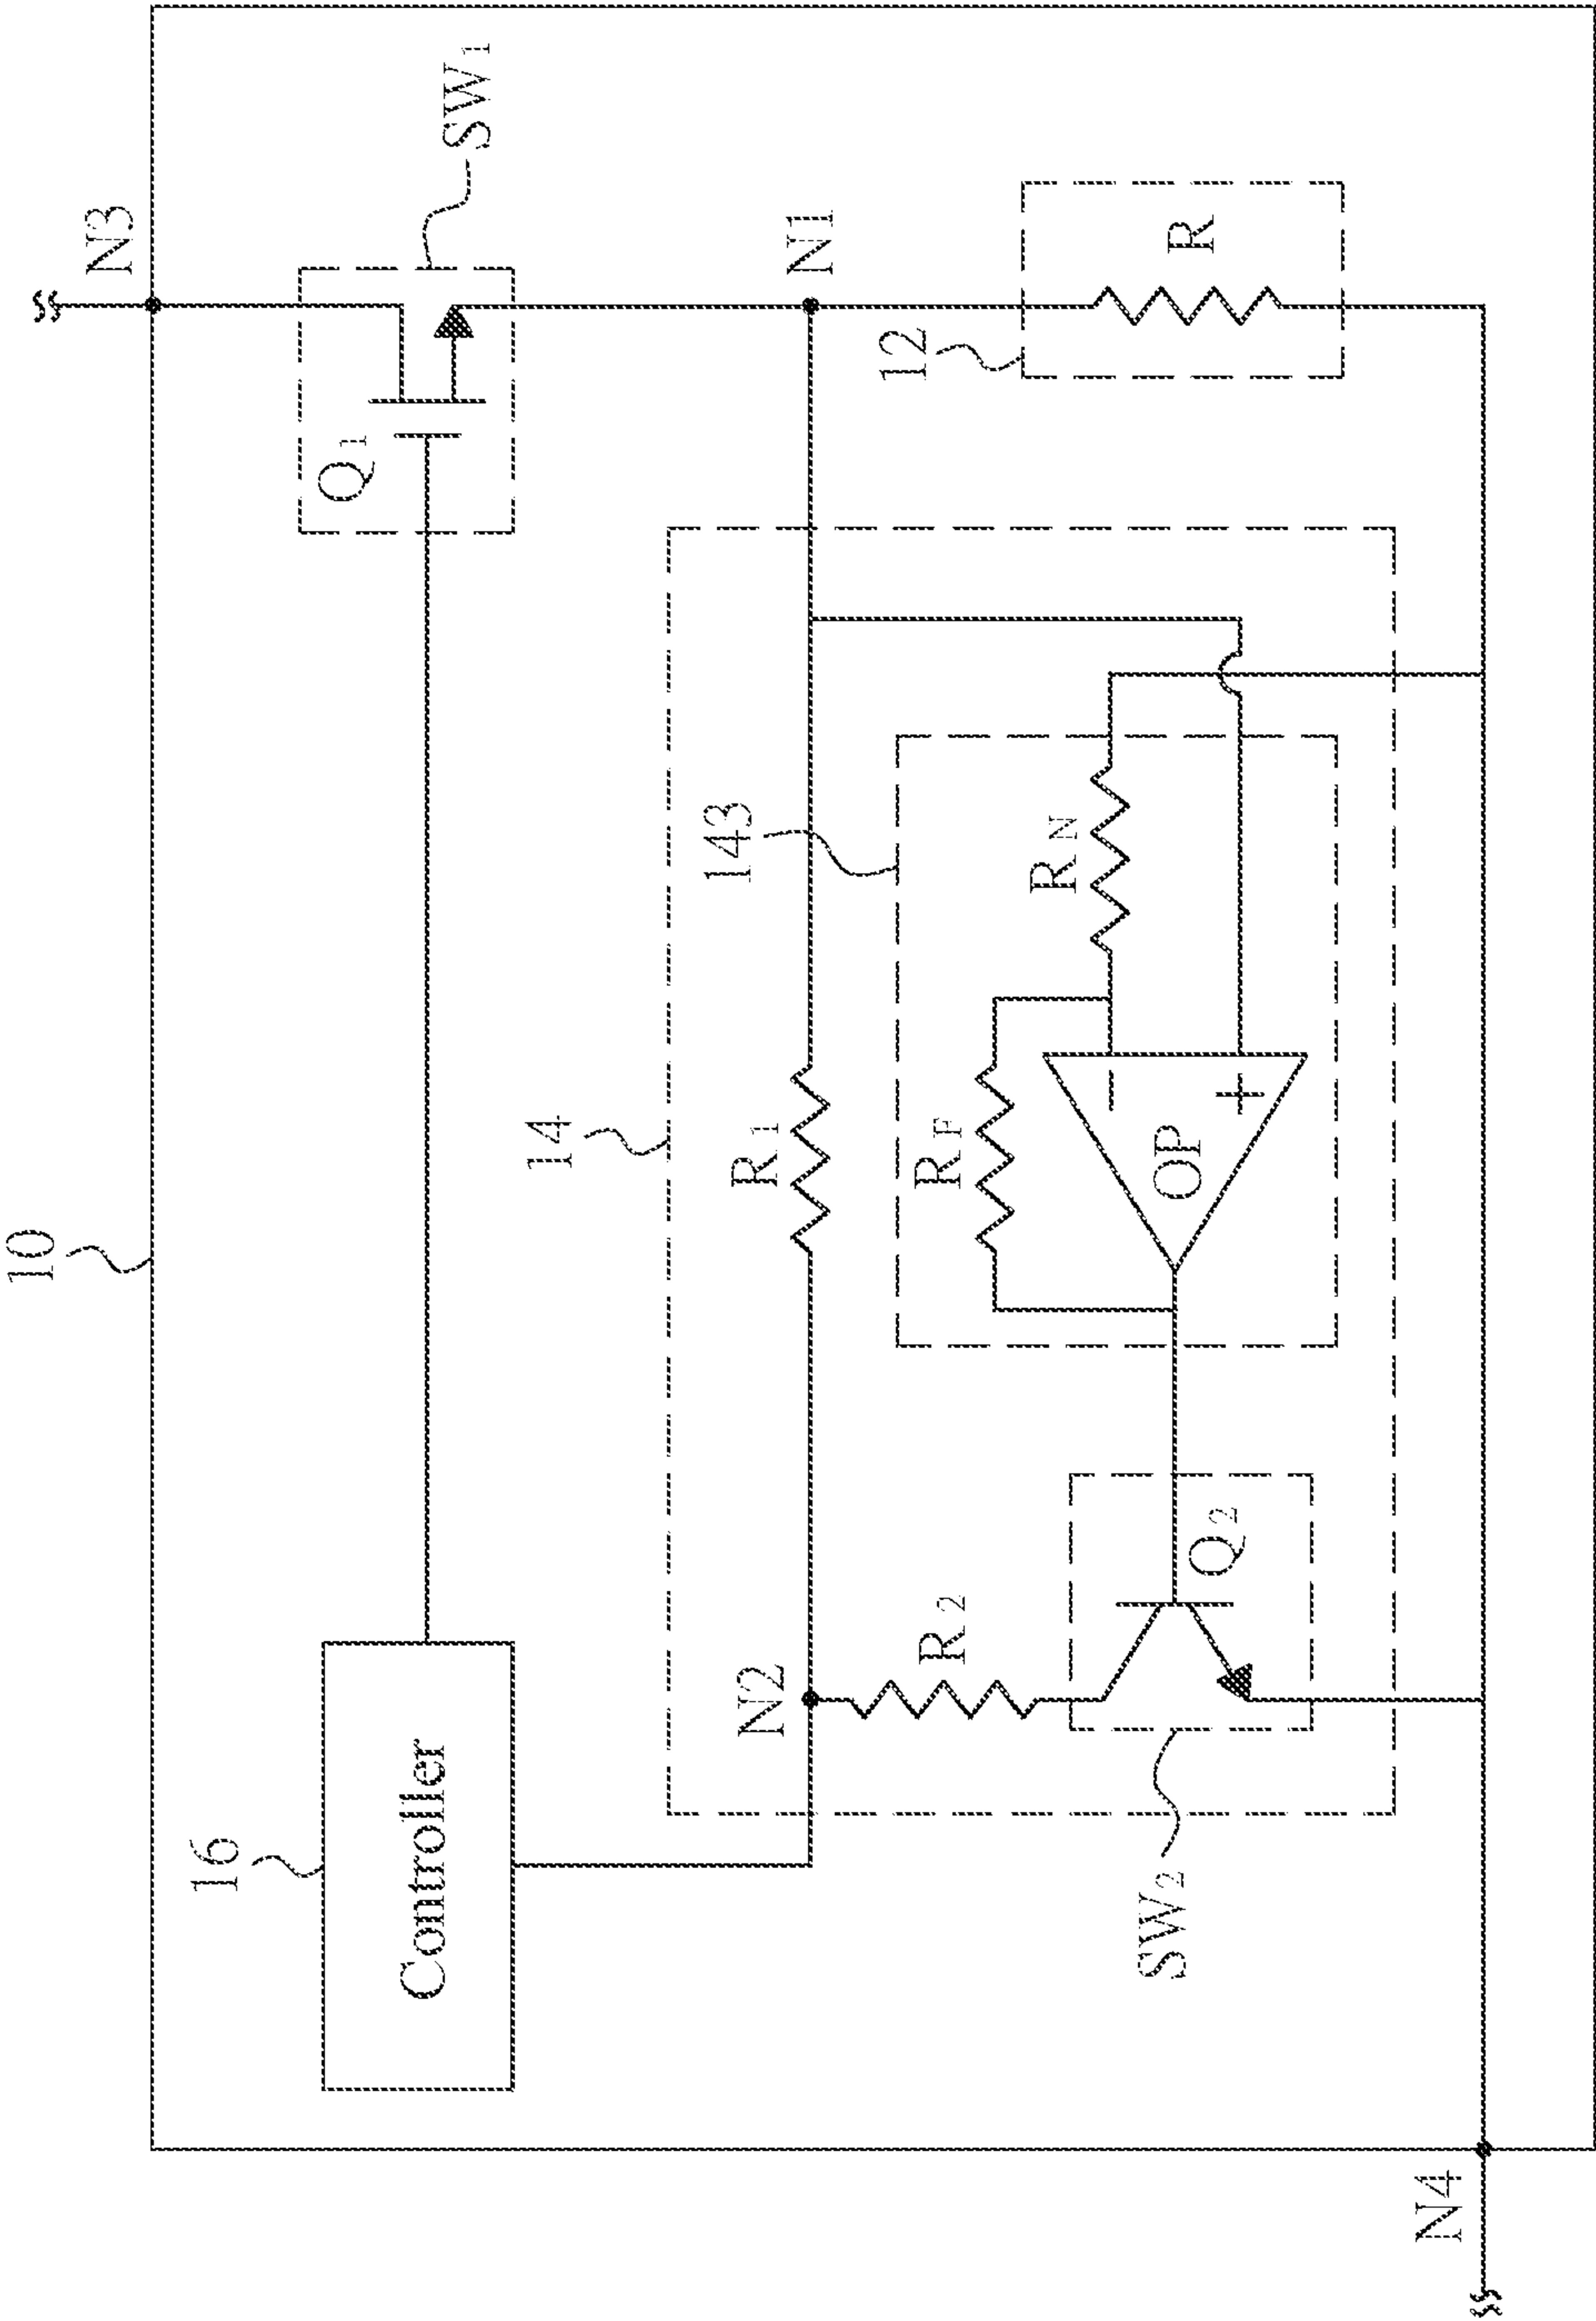 10
N3
SW1
Q1
16
Controller
14
N2
R1
143
N1
12
R
R2
RF
RN
−
+
OP
Q2
SW2
N4